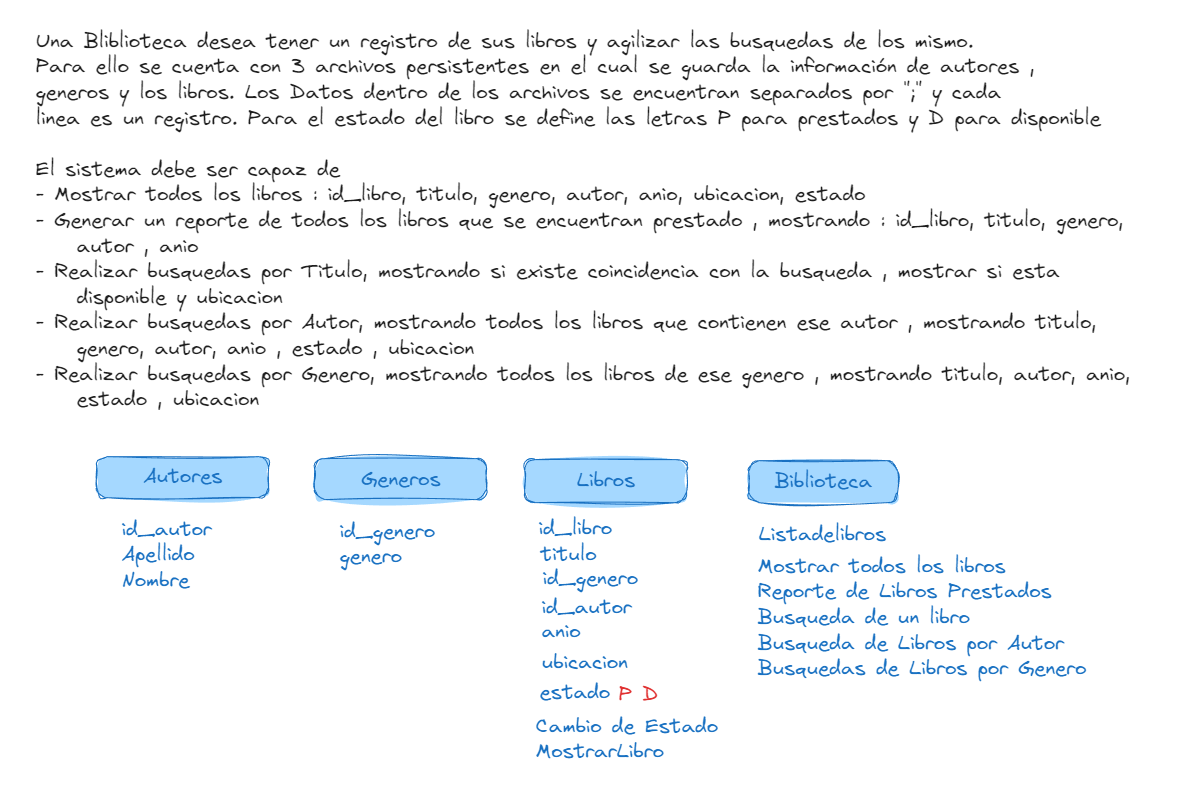 Una Bliblioteca desea tener un registro de sus libros y agilizar las busquedas de los mismo.
Para ello se cuenta con 3 archivos persistentes en el cual se guarda la información de autores ,
generos y los libros. Los Datos dentro de los archivos se encuentran separados por ";" y cada
linea es un registro. Para el estado del libro se define las letras P para prestados y D para disponible
El sistema debe ser capaz de
- Mostrar todos los libros : id_libro, titulo, genero, autor, anio, ubicacion, estado
- Generar un reporte de todos los libros que se encuentran prestado , mostrando : id_libro, titulo, genero,
autor , anio
- Realizar busquedas por Titulo, mostrando si existe coincidencia con la busqueda , mostrar si esta
disponible y ubicacion
- Realizar busquedas por Autor, mostrando todos los libros que contienen ese autor , mostrando titulo,
genero, autor, anio , estado , ubicacion
- Realizar busquedas por Genero, mostrando todos los libros de ese genero , mostrando titulo, autor, anio,
estado , ubicacion
Autores
id_autor
Apellido
Nombre
Generos
id_genero
genero
Libros
id_libro
titulo
id_genero
id_autor
anio
ubicacion
estado P D
Cambio de Estado
MostrarLibro
Biblioteca
Listadelibros
Mostrar todos los libros
Reporte de Libros Prestados
Busqueda de un libro
Busqueda de Libros por Autor
Busquedas de Libros por Genero